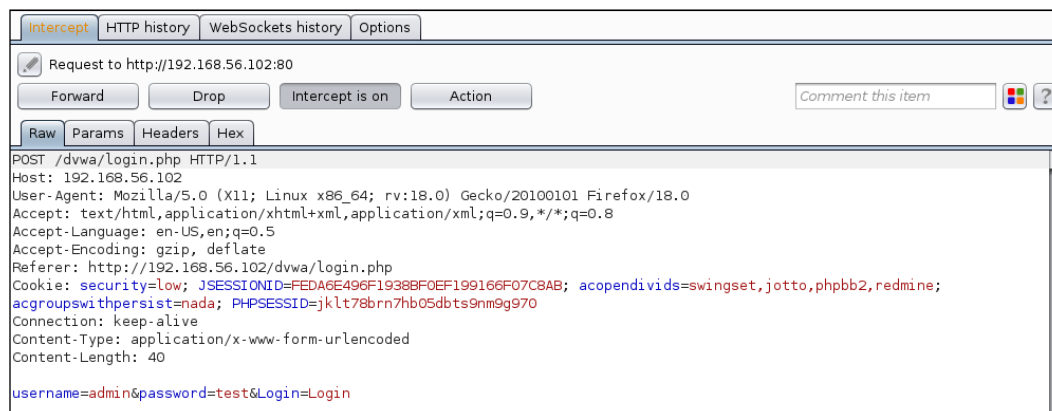 Intercept HTTP history WebSockets history Options
Request to http://192.168.56.102:80
Forward Drop Intercept is on Action Comment this item ?
Raw Params Headers Hex
POST /dvwa/login.php HTTP/1.1
Host: 192.168.56.102
User-Agent: Mozilla/5.0 (X11; Linux x86_64; rv:18.0) Gecko/20100101 Firefox/18.0
Accept: text/html,application/xhtml+xml,application/xml;q=0.9,*/*;q=0.8
Accept-Language: en-US,en;q=0.5
Accept-Encoding: gzip, deflate
Referer: http://192.168.56.102/dvwa/login.php
Cookie: security=low; JSESSIONID=FEDA6E496F1938BF0EF199166F07C8AB; acopendivids=swingset,jotto,phpbb2,redmine;
acgroupswithpersist=nada; PHPSESSID=jklt78brn7hb05dbts9nm9g970
Connection: keep-alive
Content-Type: application/x-www-form-urlencoded
Content-Length: 40
username=admin&password=test&Login=Login